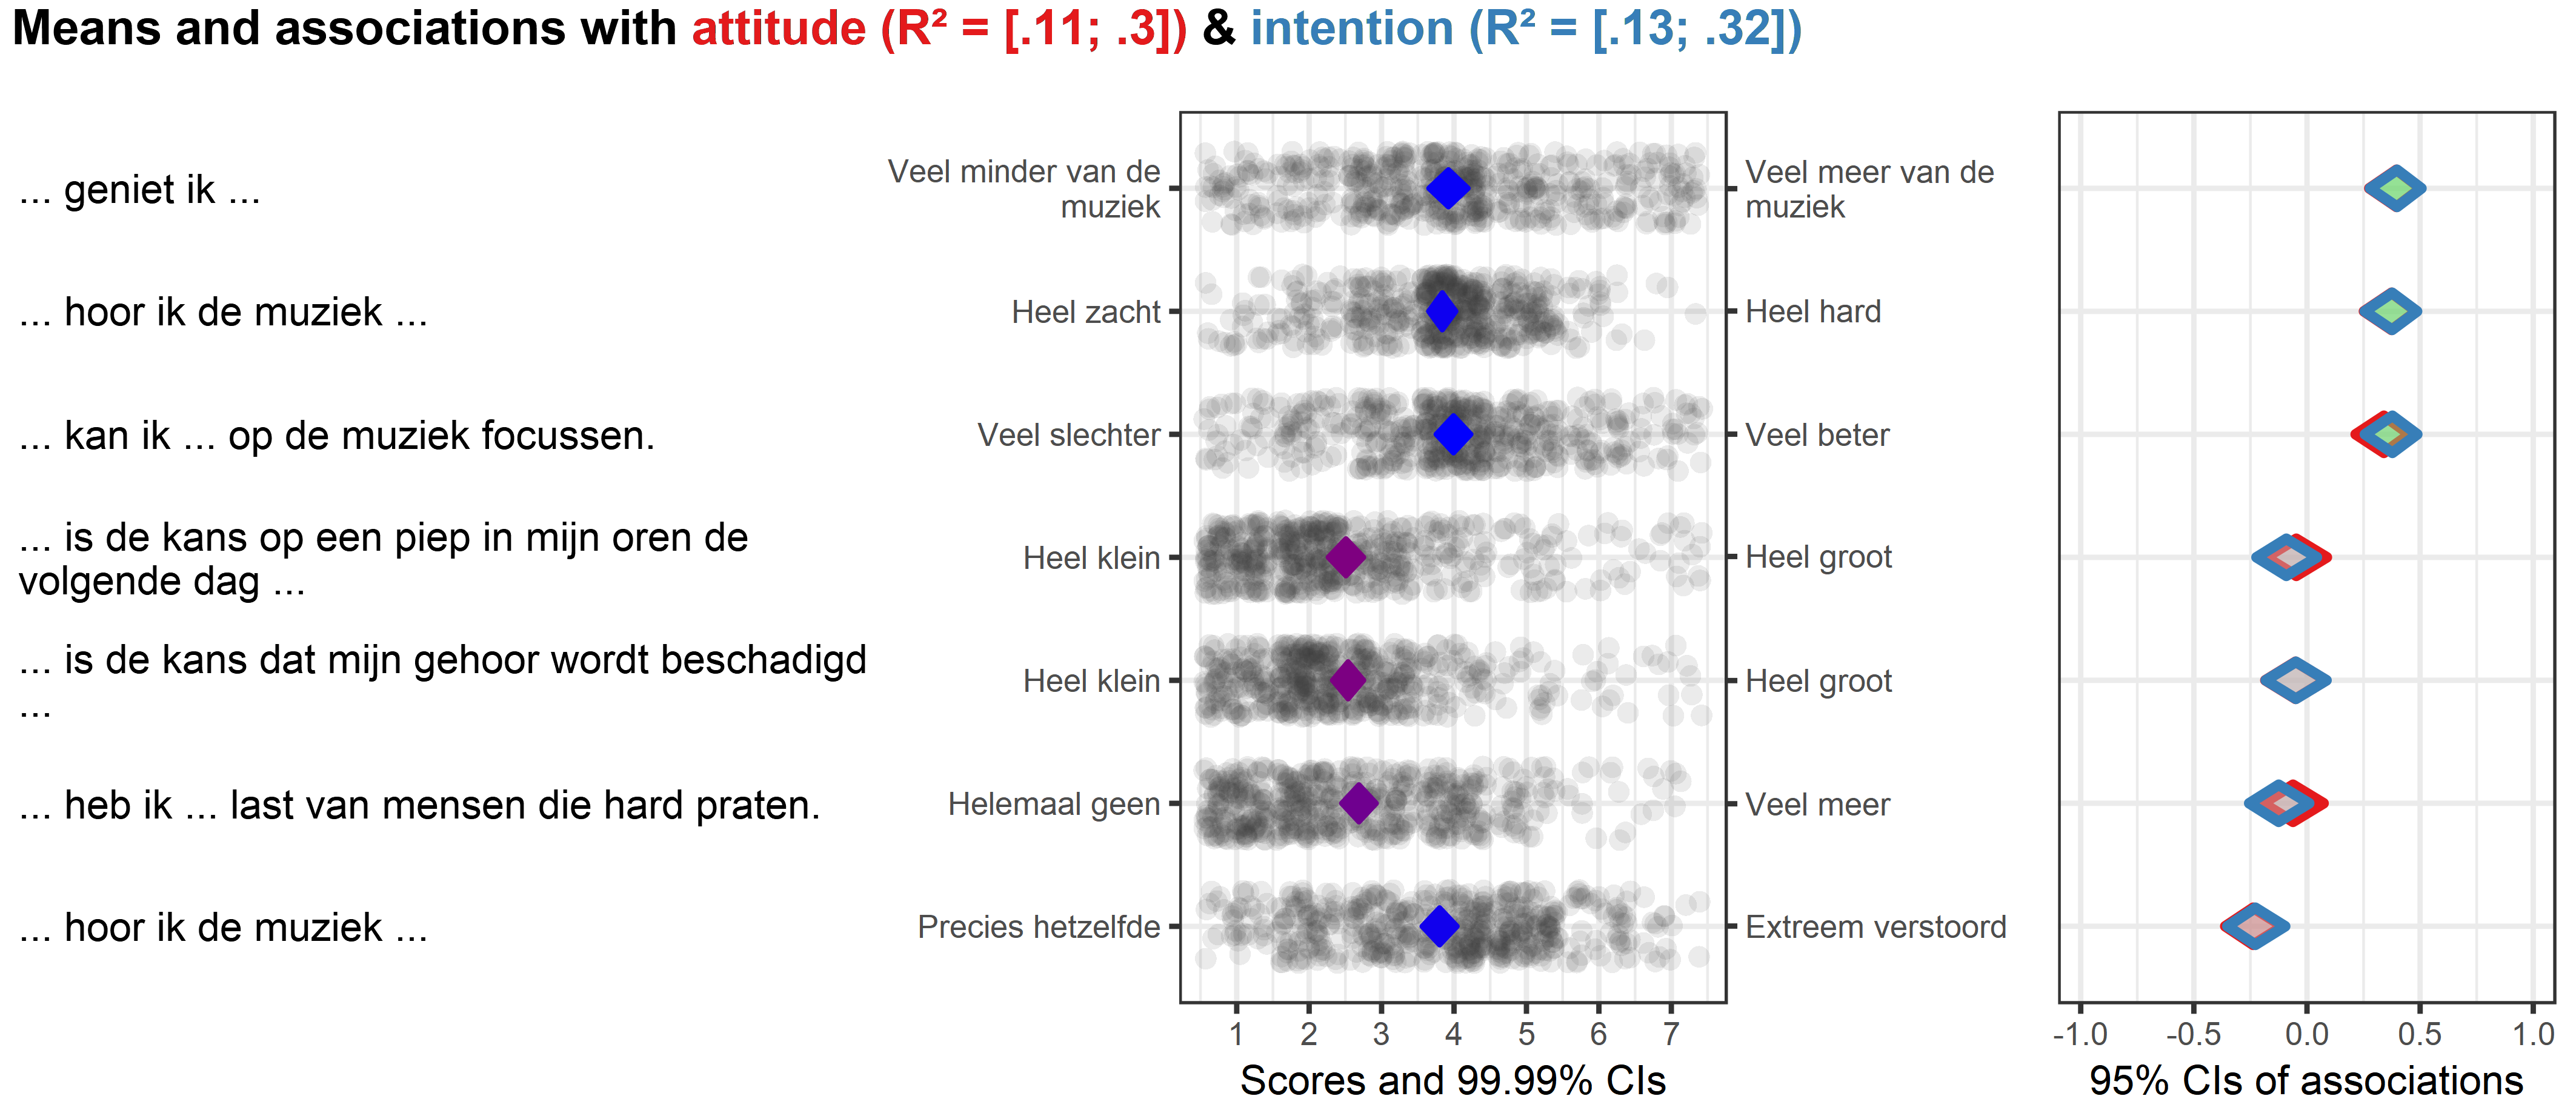 Means and associations with attitude (R² = [.11; .3]) & intention (R² = [.13; .32])
... geniet ik ...
Veel minder van de
muziek
Veel meer van de
muziek
... hoor ik de muziek ...
Heel zacht
Heel hard
... kan ik ... op de muziek focussen.
Veel slechter
Veel beter
... is de kans op een piep in mijn oren de
volgende dag ...
Heel klein
Heel groot
... is de kans dat mijn gehoor wordt beschadigd
...
Heel klein
Heel groot
... heb ik ... last van mensen die hard praten.
Helemaal geen
Veel meer
... hoor ik de muziek ...
Precies hetzelfde
Extreem verstoord
1 2 3 4 5 6 7
Scores and 99.99% CIs
-1.0 -0.5 0.0 0.5 1.0
95% CIs of associations